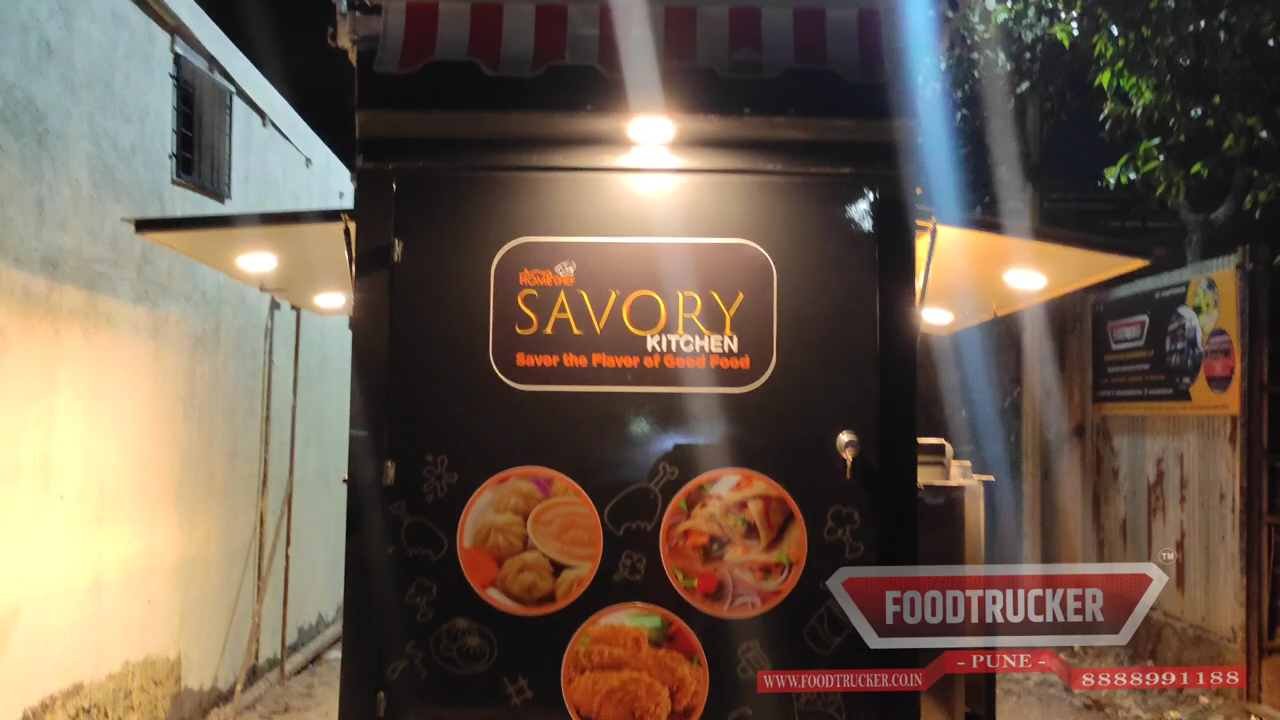 HOMECHEF
SAVORY
KITCHEN
Savor the Flavor of Good Food
FOODTRUCKER
TM
- PUNE -
WWW.FOODTRUCKER.CO.IN
8888991188